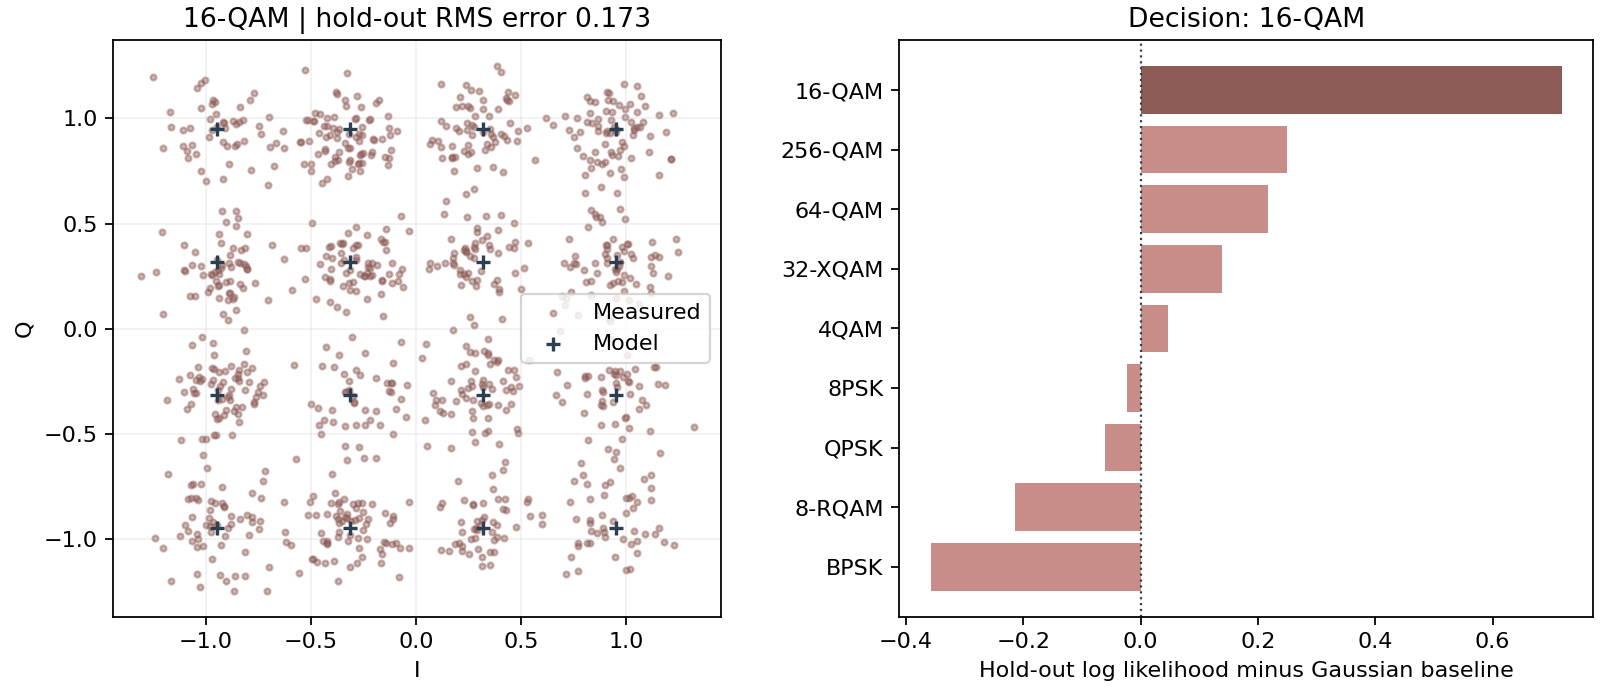 16-QAM | hold-out RMS error 0.173
1.0
0.5
0.0
−0.5
−1.0
Q
Measured
Model
−1.0
−0.5
0.0
0.5
1.0
I
Decision: 16-QAM
16-QAM
256-QAM
64-QAM
32-XQAM
4QAM
8PSK
QPSK
8-RQAM
BPSK
−0.4
−0.2
0.0
0.2
0.4
0.6
Hold-out log likelihood minus Gaussian baseline